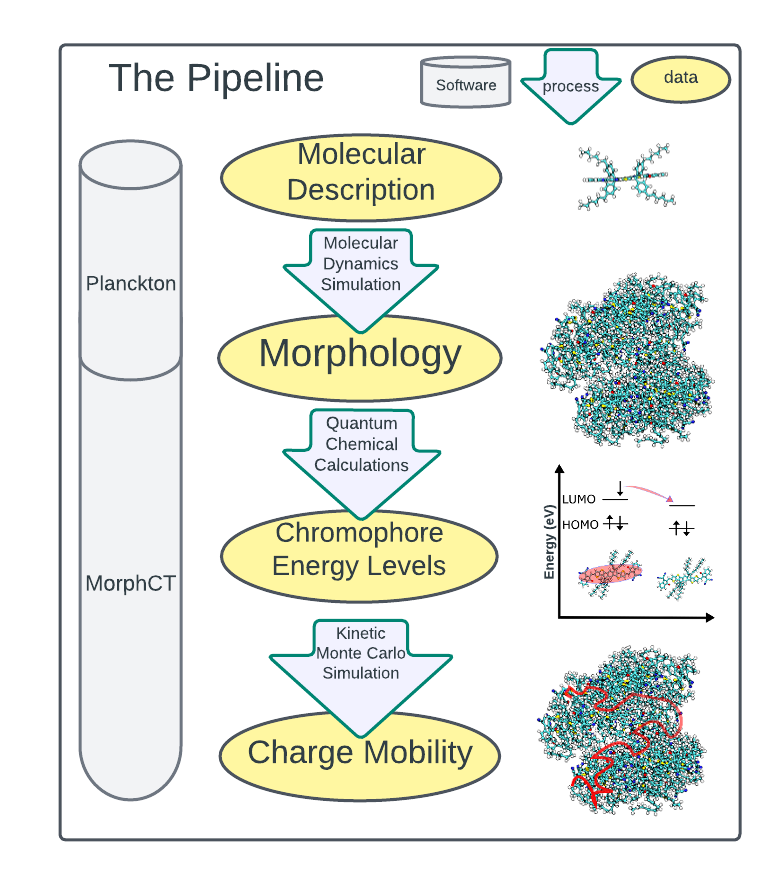 The Pipeline
Software
process
data
Molecular
Description
Molecular
Dynamics
Simulation
Planckton
Morphology
Quantum
Chemical
Calculations
LUMO
HOMO
Energy (eV)
Chromophore
Energy Levels
MorphCT
Kinetic
Monte Carlo
Simulation
Charge Mobility